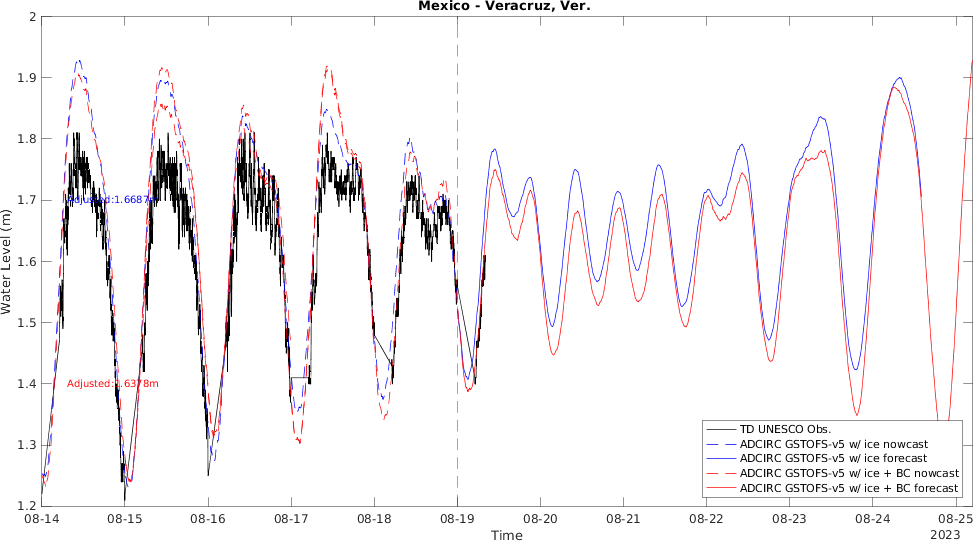 Mexico - Veracruz, Ver.
2
1.9
1.8
1.7
1.6
1.5
1.4
1.3
1.2
Water Level (m)
Adjusted:1.6687m
Adjusted:1.6378m
TD UNESCO Obs.
ADCIRC GSTOFS-v5 w/ ice nowcast
ADCIRC GSTOFS-v5 w/ ice forecast
ADCIRC GSTOFS-v5 w/ ice + BC nowcast
ADCIRC GSTOFS-v5 w/ ice + BC forecast
08-14 08-15 08-16 08-17 08-18 08-19 08-20 08-21 08-22 08-23 08-24 08-25
Time
2023